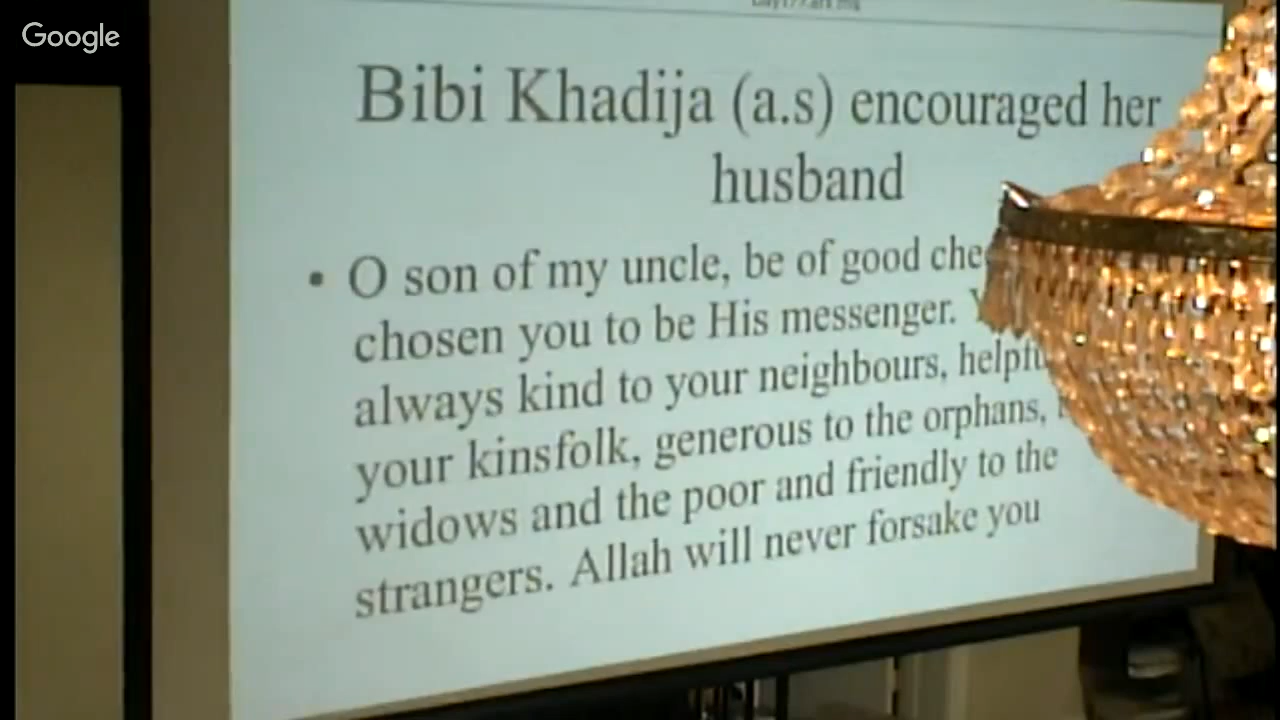 Google
Bibi Khadija (a.s) encouraged her
husband
• O son of my uncle, be of good
chosen you to be His messenger.
always kind to your neighbours,
your kinsfolk, generous to the orphans,
widows and the poor and friendly to the
strangers. Allah will never forsake you